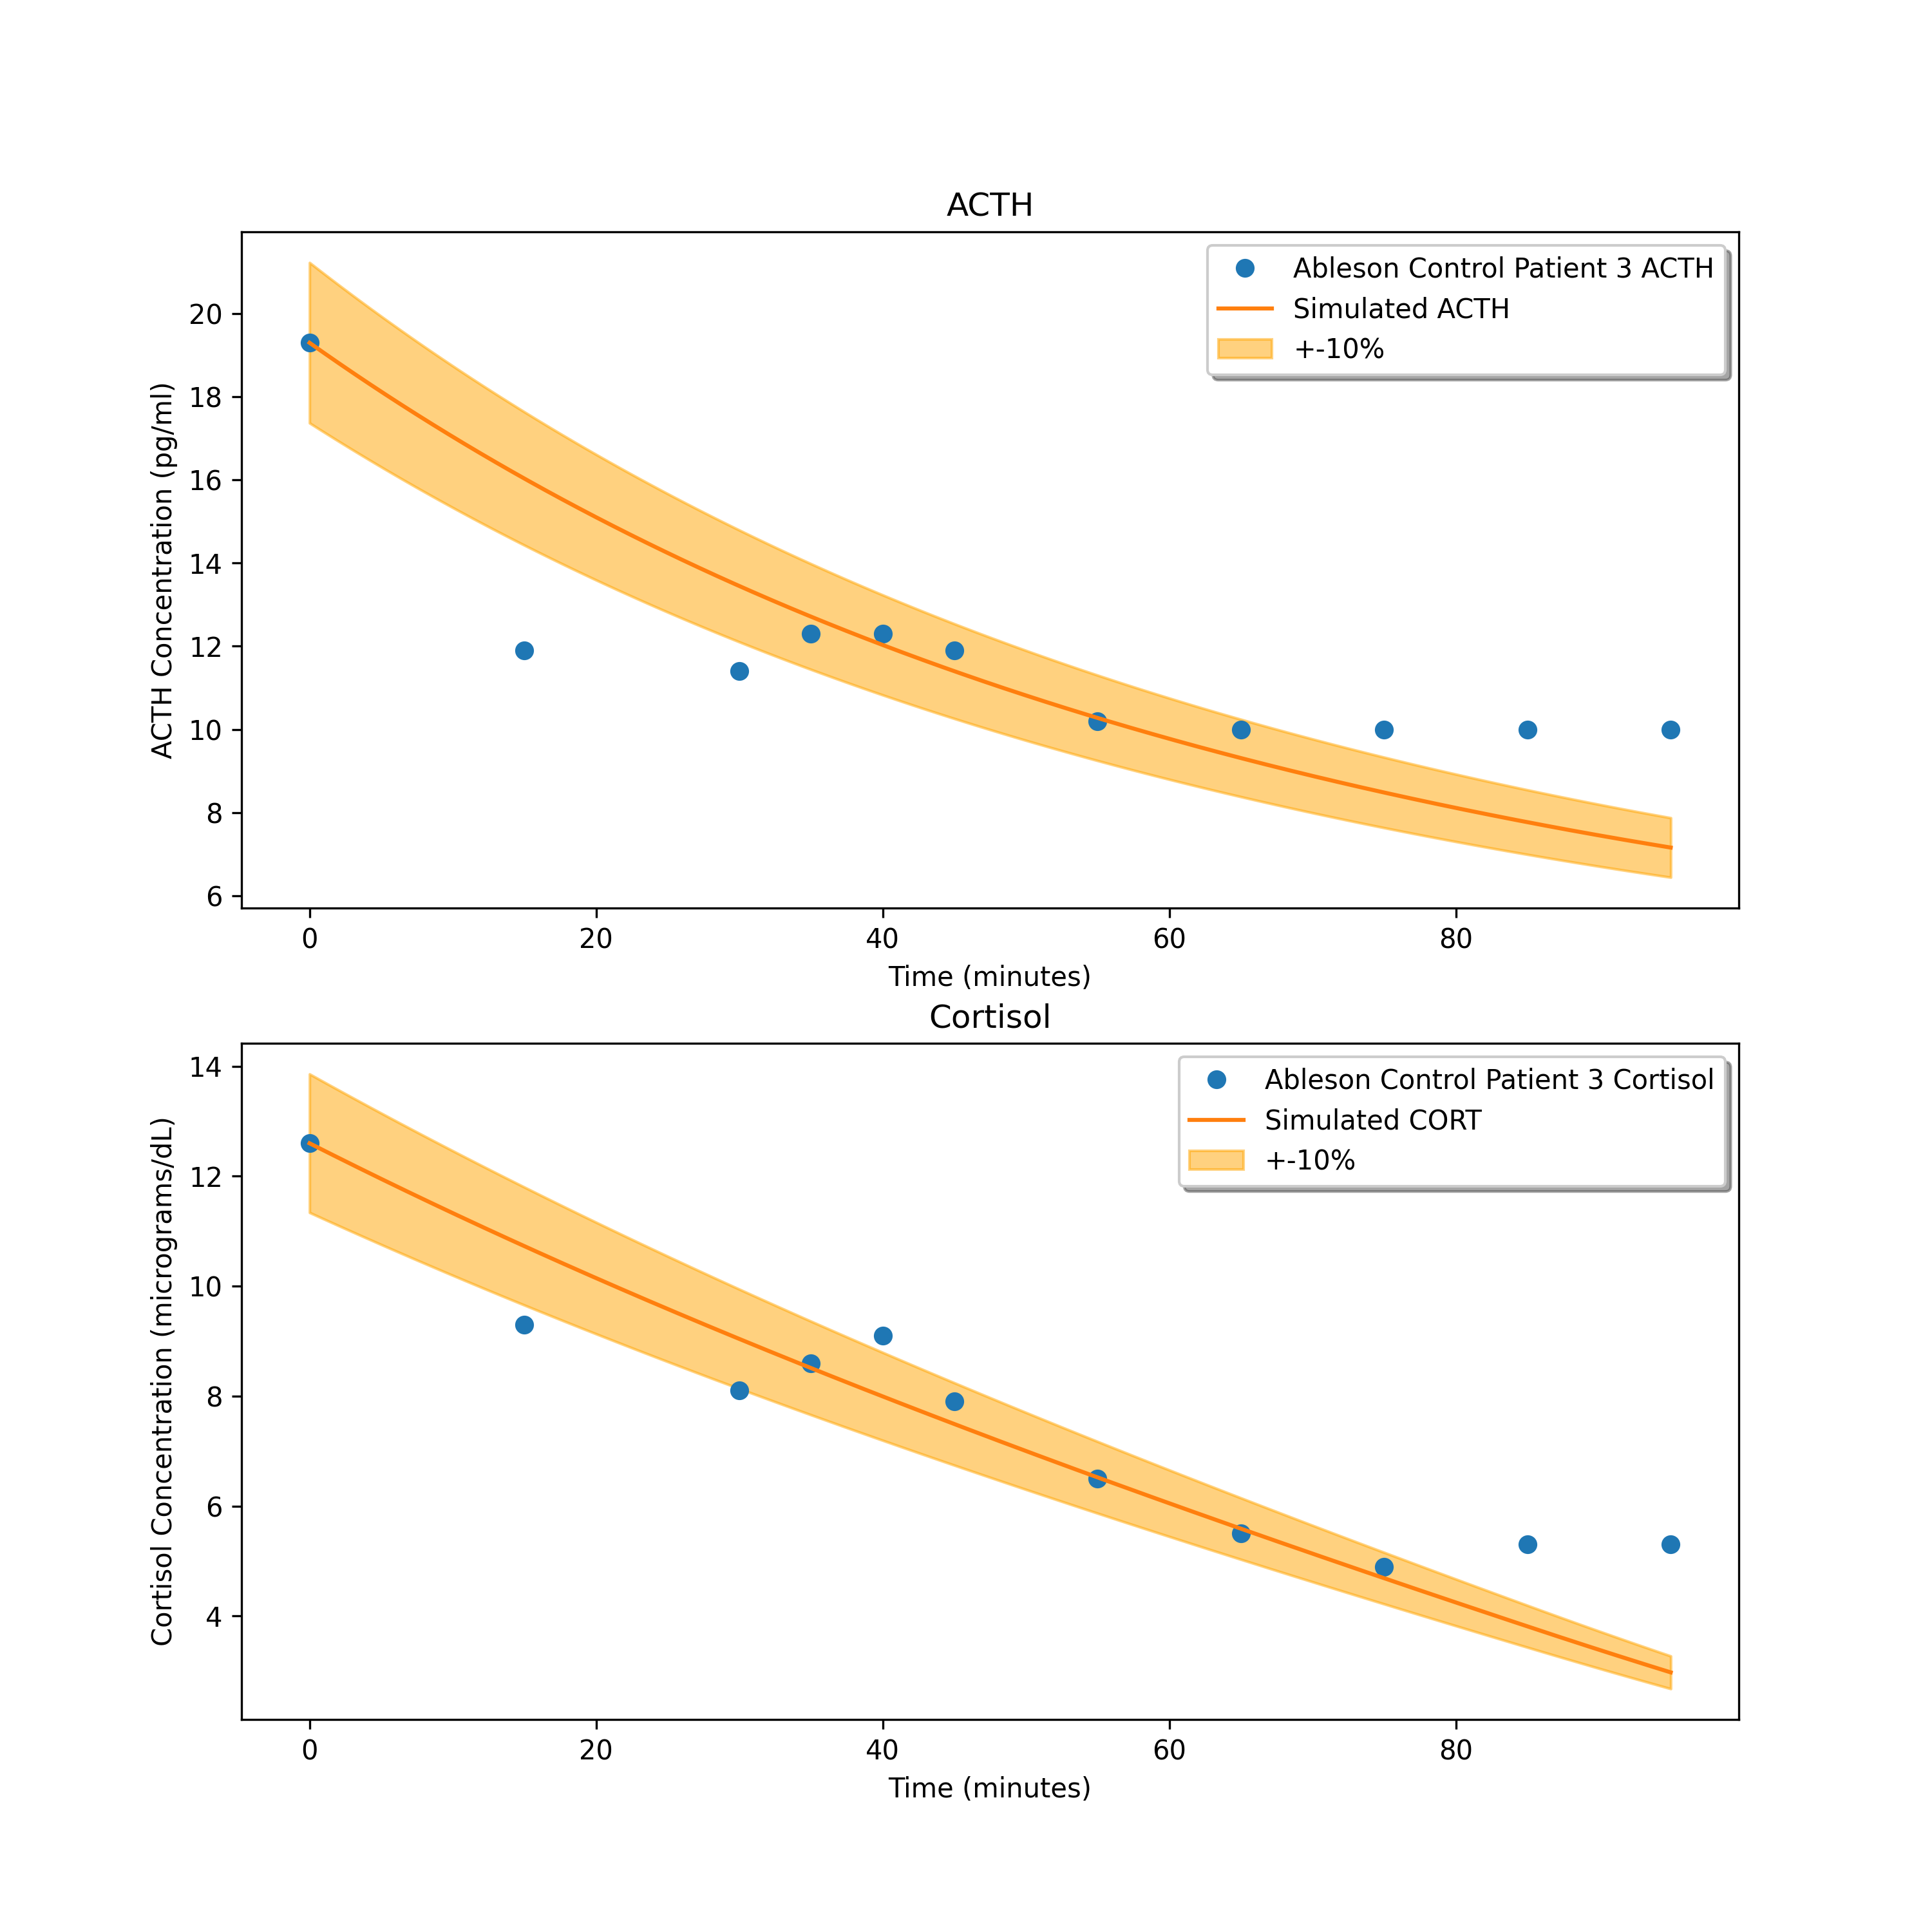 ACTH
ACTH Concentration (pg/ml)
20
18
16
14
12
10
8
6
Ableson Control Patient 3 ACTH
Simulated ACTH
+-10%
0 20 40 60 80
Time (minutes)
Cortisol
Cortisol Concentration (micrograms/dL)
14
12
10
8
6
4
Ableson Control Patient 3 Cortisol
Simulated CORT
+-10%
0 20 40 60 80
Time (minutes)